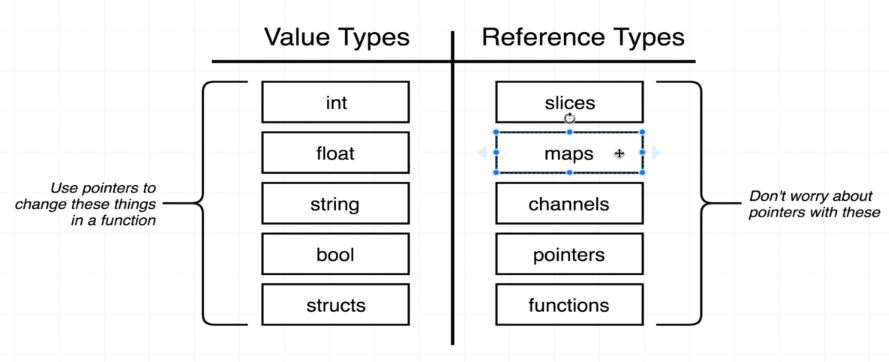 Value Types
Reference Types
int
slices
float
maps
string
channels
bool
pointers
structs
functions
Use pointers to
change these things
in a function
Don't worry about
pointers with these